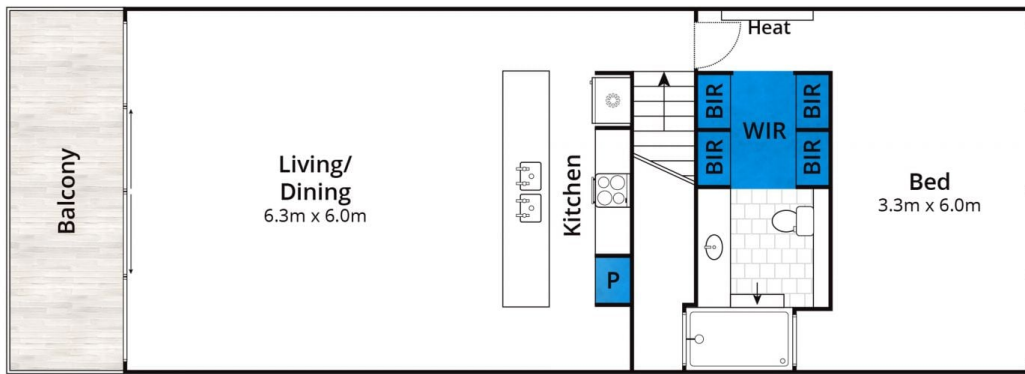 Balcony
Living/
Dining
6.3m x 6.0m
Kitchen
P
Heat
BIR
BIR
WIR
BIR
BIR
Bed
3.3m x 6.0m